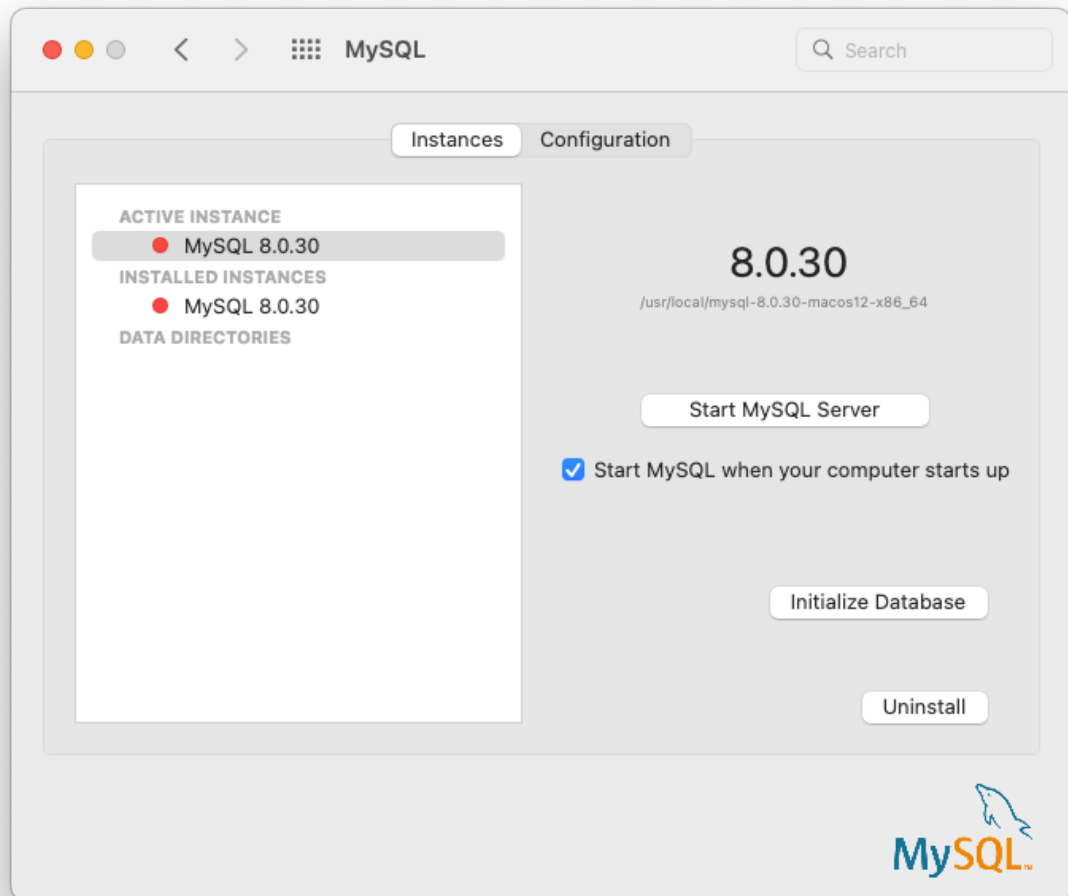 MySQL
Search
Instances
Configuration
ACTIVE INSTANCE
MySQL 8.0.30
INSTALLED INSTANCES
MySQL 8.0.30
DATA DIRECTORIES
8.0.30
/usr/local/mysql-8.0.30-macos12-x86_64
Start MySQL Server
Start MySQL when your computer starts up
Initialize Database
Uninstall
MySQL™